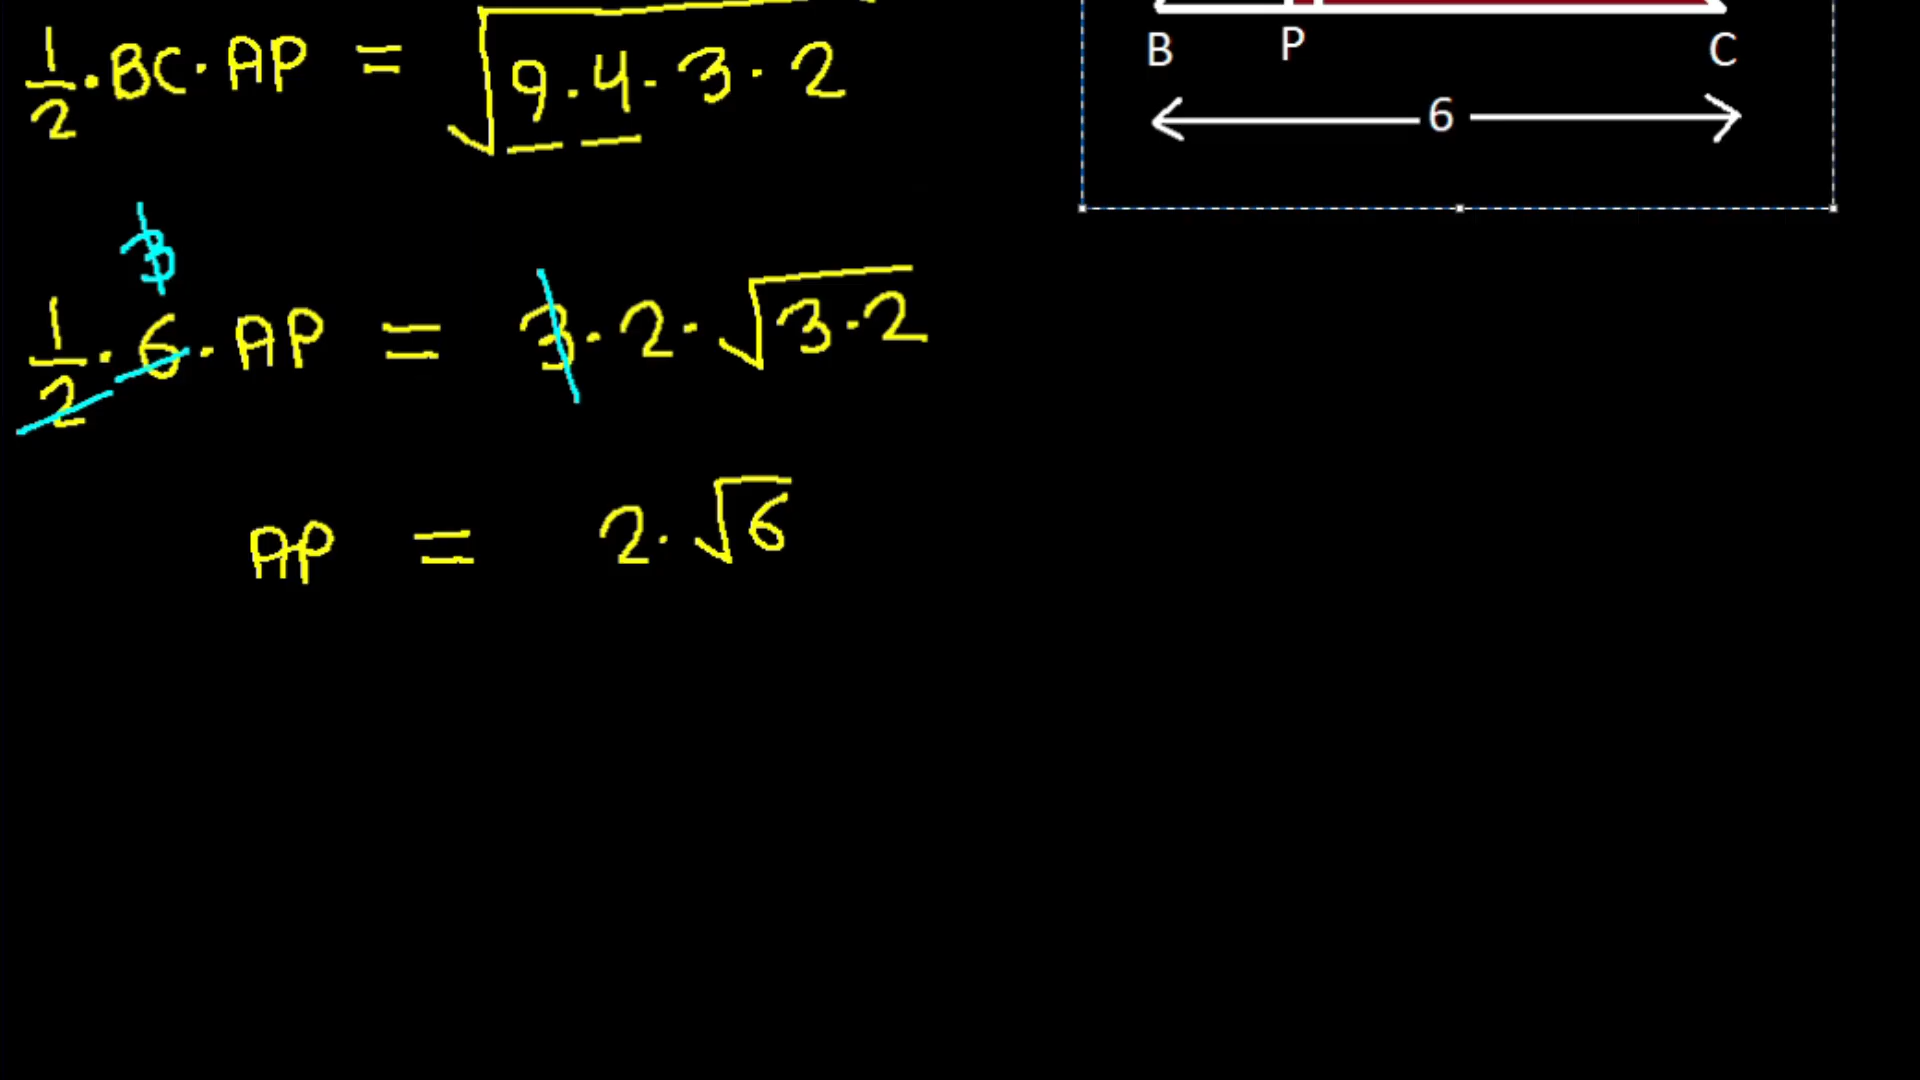 1/2 · BC · AP = √9 · 4 · 3 · 2
3
1/2 · 6 · AP = 3 · 2 · √3 · 2
AP = 2 · √6
B P C
6